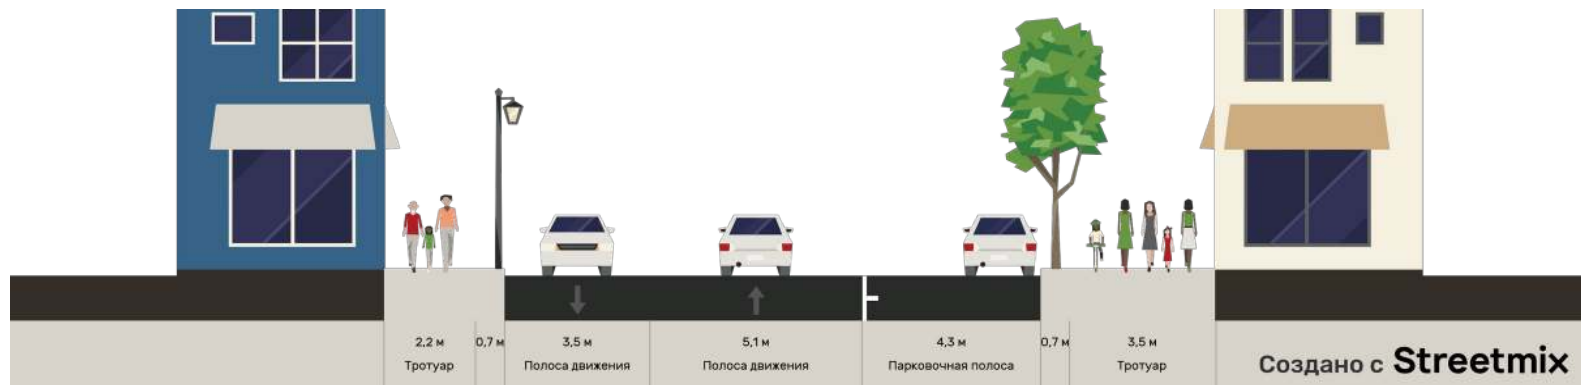 2,2 м
Тротуар
0,7 м
3,5 м
Полоса движения
5,1 м
Полоса движения
4,3 м
Парковочная полоса
0,7 м
3,5 м
Тротуар
Создано с Streetmix